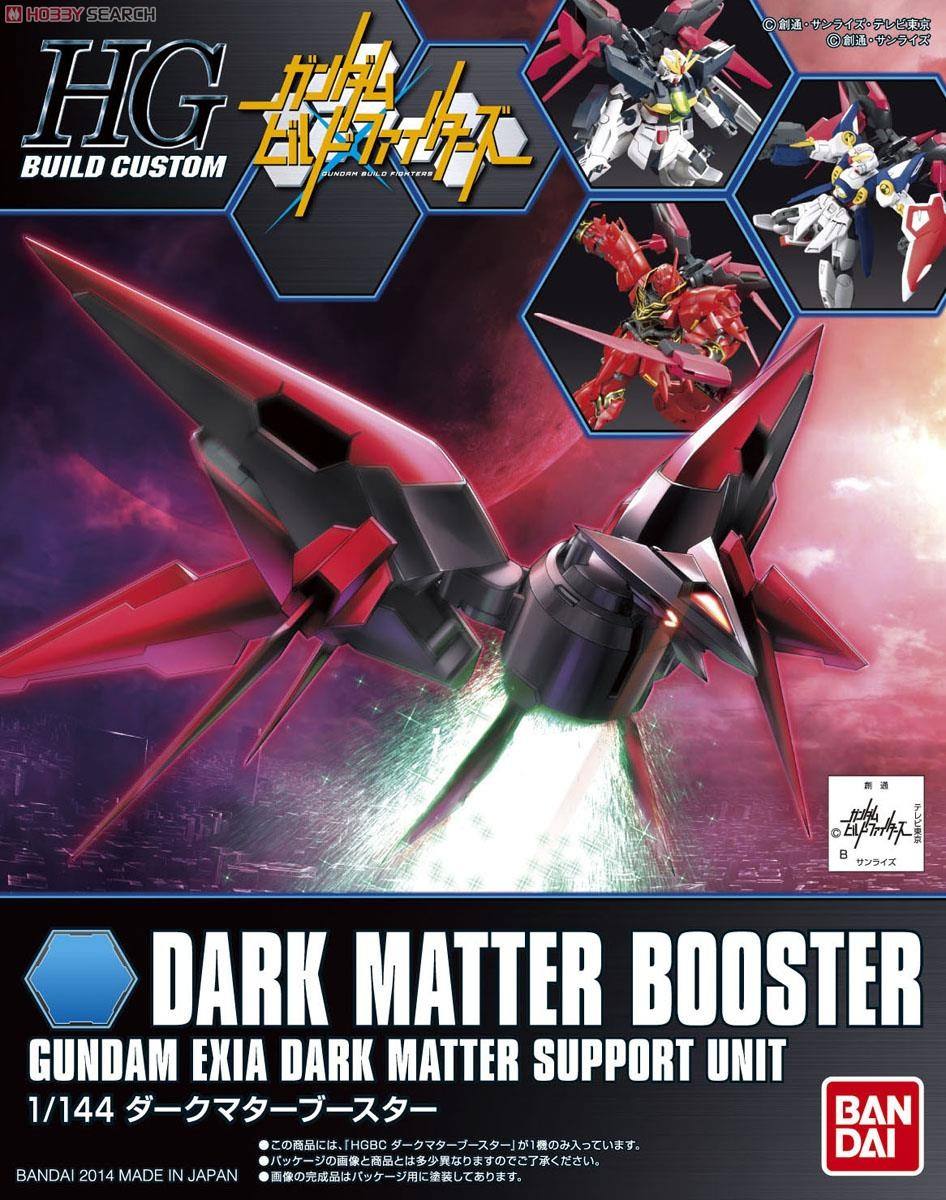 HOBBY SEARCH
©創通・サンライズ・テレビ東京
©創通・サンライズ
HG
BUILD CUSTOM
ガンダム
ビルドファイターズ
GUNDAM BUILD FIGHTERS
創通
ガンダム
ビルドファイターズ
©
テレビ東京
B
サンライズ
DARK MATTER BOOSTER
GUNDAM EXIA DARK MATTER SUPPORT UNIT
1/144 ダークマターブースター
BAN
DAI
●この商品には、『HGBC ダークマターブースター』が1機のみ入っています。
●パッケージの画像と商品とは多少異なりますのでご了承ください。
●画像の完成品はパッケージ用に塗装してあります。
BANDAI 2014 MADE IN JAPAN